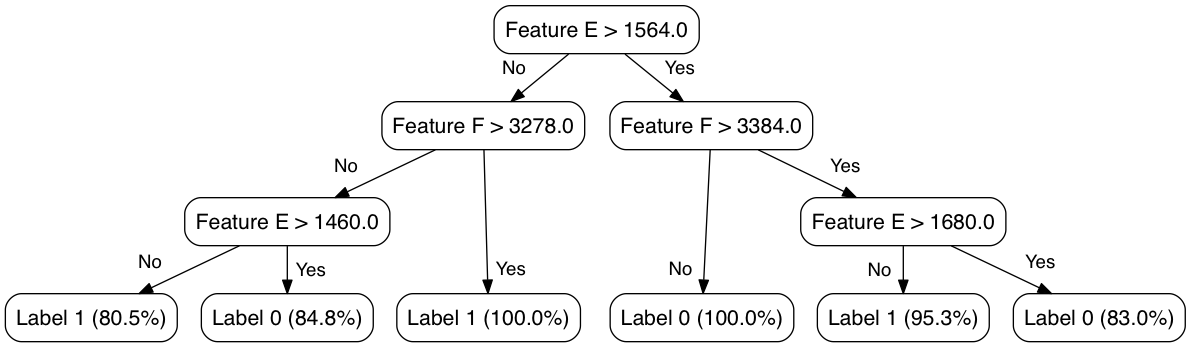 Feature E > 1564.0
No
Yes
Feature F > 3278.0
Feature F > 3384.0
No
Yes
Feature E > 1460.0
Feature E > 1680.0
No
Yes
Yes
No
No
Yes
Label 1 (80.5%)
Label 0 (84.8%)
Label 1 (100.0%)
Label 0 (100.0%)
Label 1 (95.3%)
Label 0 (83.0%)